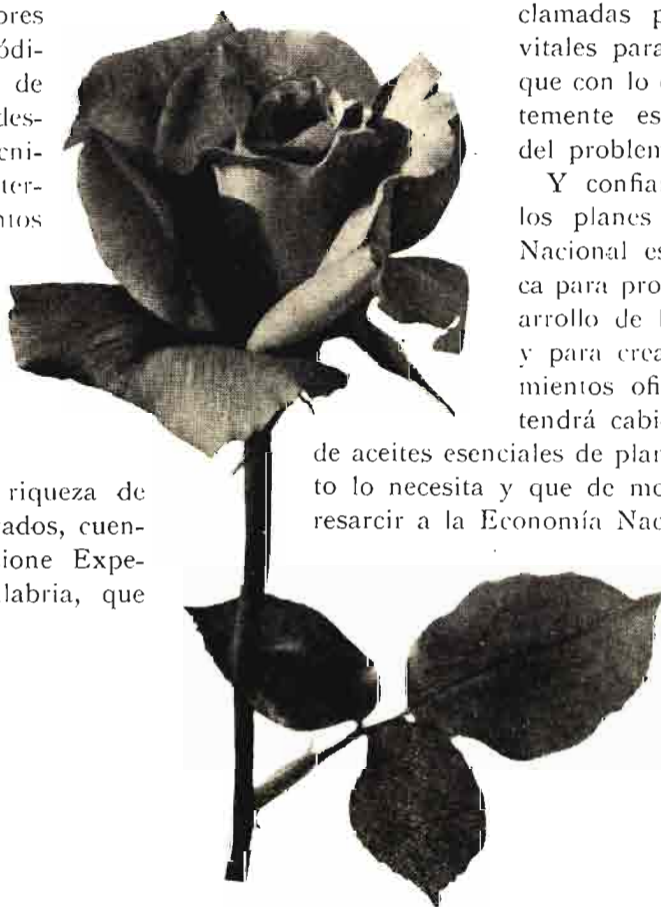 ores
ódi-
de
des-
cni-
ter-
ntos
riqueza de
ados, cuen-
ione Expe-
labria, que
clamadas p
vitales para
que con lo
temente es
del problen
Y confia
los planes
Nacional es
ca para pro
arrollo de l
y para crea
mientos ofi
tendrá cabi
de aceites esenciales de plan
to lo necesita y que de mo
resarcir a la Economía Nac